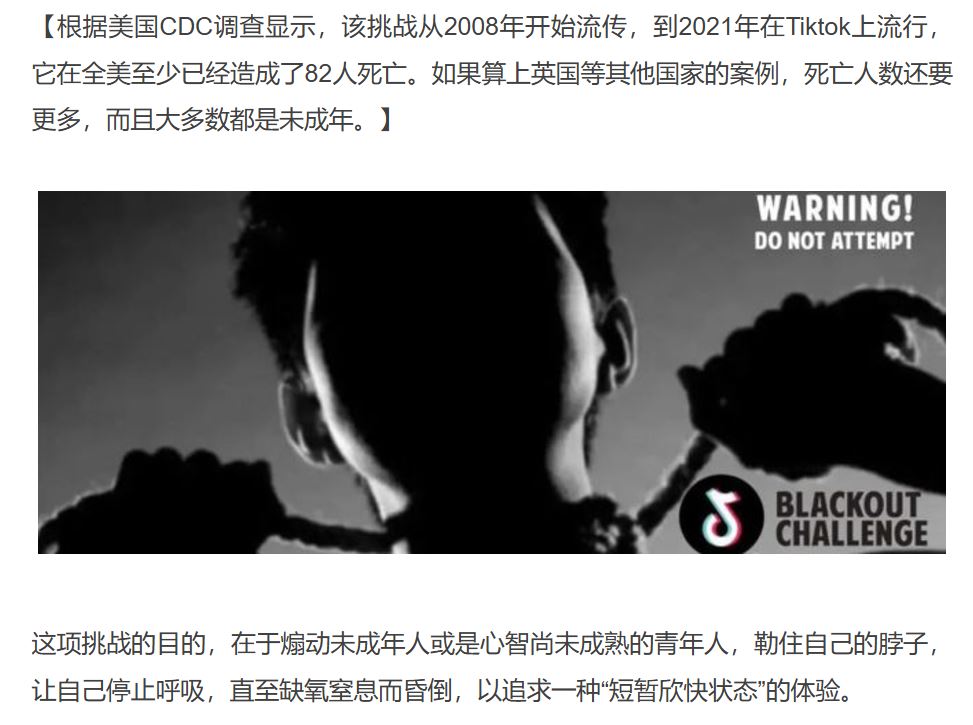 【根据美国CDC调查显示，该挑战从2008年开始流传，到2021年在Tiktok上流行，
它在全美至少已经造成了82人死亡。如果算上英国等其他国家的案例，死亡人数还要
更多，而且大多数都是未成年。】
WARNING!
DO NOT ATTEMPT
BLACKOUT
CHALLENGE
这项挑战的目的，在于煽动未成年人或是心智尚未成熟的青年人，勒住自己的脖子，
让自己停止呼吸，直至缺氧窒息而昏倒，以追求一种“短暂欣快状态”的体验。